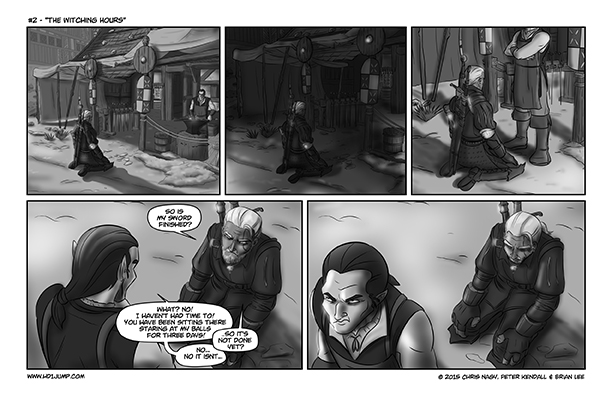 #2 - "THE WITCHING HOURS"
SO IS
MY SWORD
FINISHED?
WHAT? NO!
I HAVEN'T HAD TIME TO!
YOU HAVE BEEN SITTING THERE
STARING AT MY BALLS
FOR THREE DAYS!
..SO IT'S
NOT DONE
YET?
NO...
NO IT ISNT...
WWW.HD1JUMP.COM
© 2015 CHRIS NAGY, PETER KENDALL & BRIAN LEE